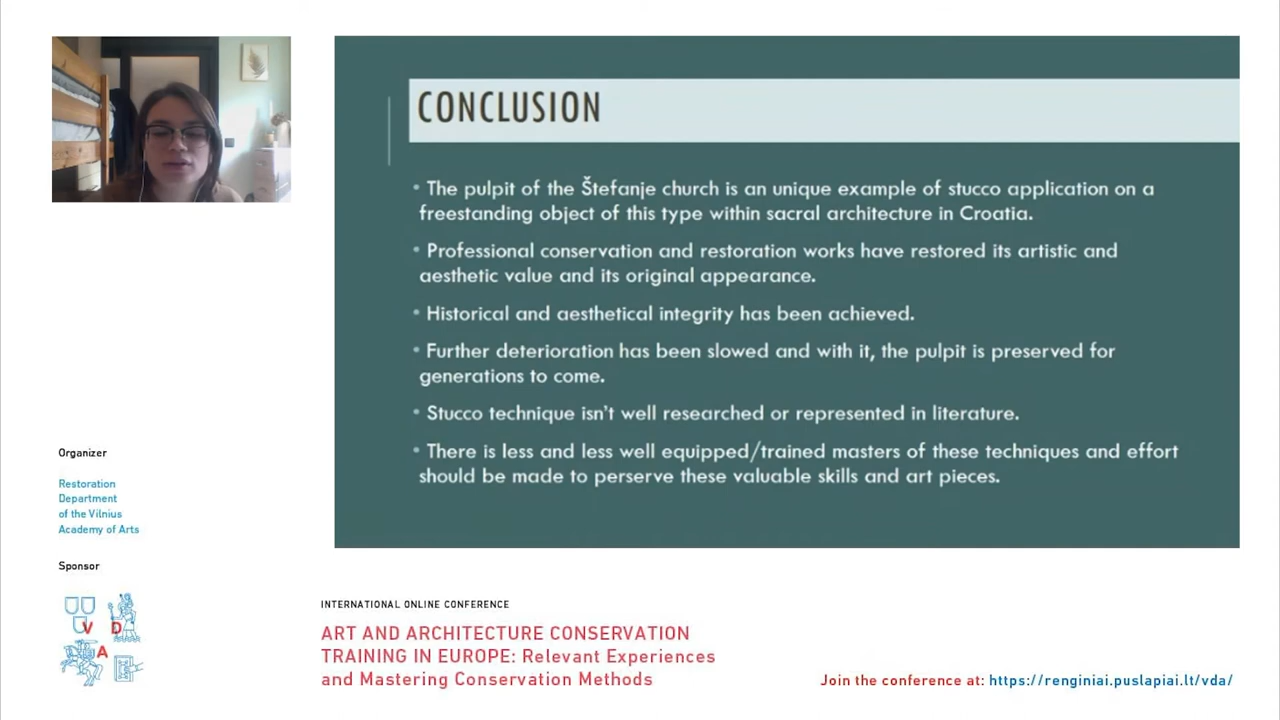 CONCLUSION
• The pulpit of the Štefanje church is an unique example of stucco application on a
freestanding object of this type within sacral architecture in Croatia.
• Professional conservation and restoration works have restored its artistic and
aesthetic value and its original appearance.
• Historical and aesthetical integrity has been achieved.
• Further deterioration has been slowed and with it, the pulpit is preserved for
generations to come.
• Stucco technique isn't well researched or represented in literature.
• There is less and less well equipped/trained masters of these techniques and effort
should be made to perserve these valuable skills and art pieces.
Organizer
Restoration
Department
of the Vilnius
Academy of Arts
Sponsor
V D
A
INTERNATIONAL ONLINE CONFERENCE
ART AND ARCHITECTURE CONSERVATION
TRAINING IN EUROPE: Relevant Experiences
and Mastering Conservation Methods
Join the conference at: https://renginiai.puslapiai.lt/vda/